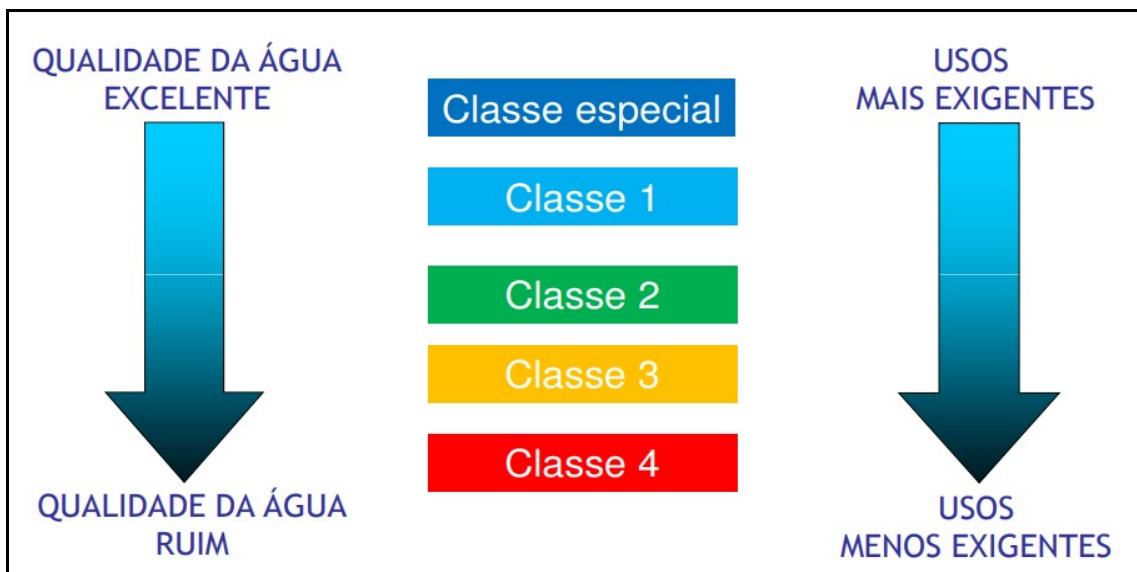 QUALIDADE DA ÁGUA
EXCELENTE
USOS
MAIS EXIGENTES
Classe especial
Classe 1
Classe 2
Classe 3
Classe 4
QUALIDADE DA ÁGUA
RUIM
USOS
MENOS EXIGENTES